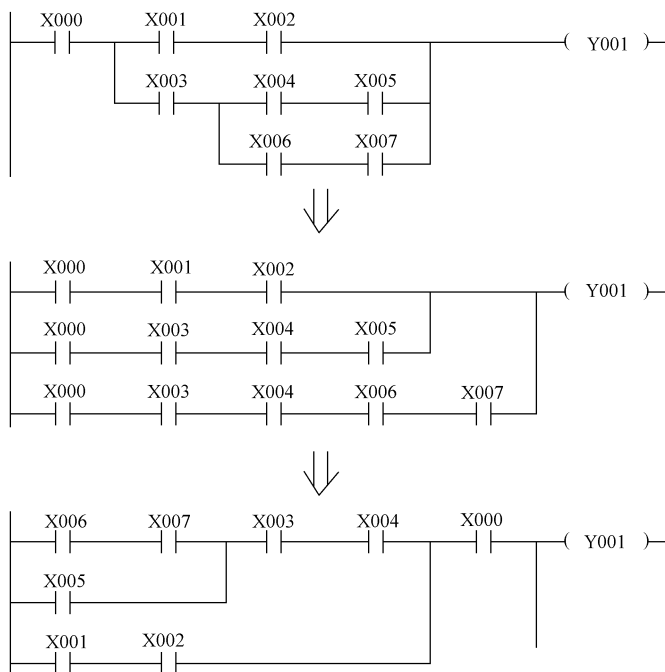 X000 X001 X002
( Y001 )
X003 X004 X005
X006 X007
X000 X001 X002
( Y001 )
X000 X003 X004 X005
X000 X003 X004 X006 X007
X006 X007 X003 X004 X000
( Y001 )
X005
X001 X002